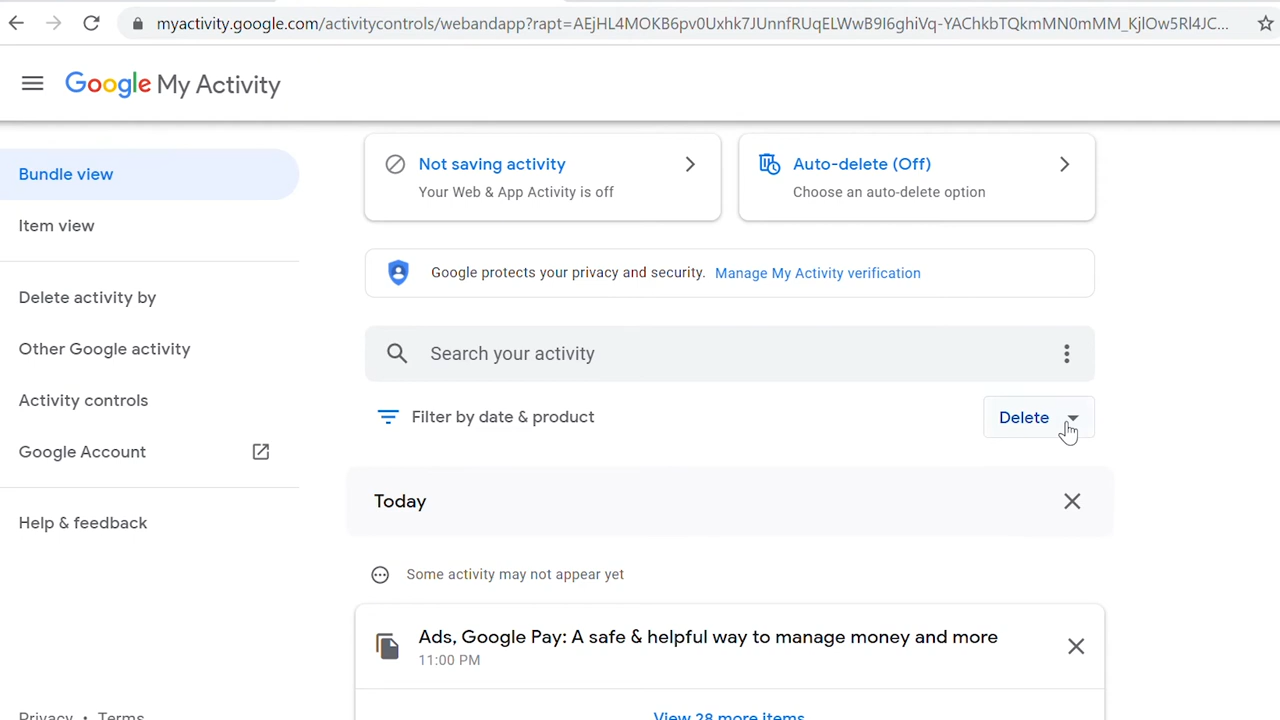 myactivity.google.com/activitycontrols/webandapp?rapt=AEjHL4MOKB6pv0Uxhk7JUnnfRUqELWwB9I6ghiVq-YAChkbTQkmMN0mMM_KjlOw5Rl4JC...
Google My Activity
Bundle view
Item view
Delete activity by
Other Google activity
Activity controls
Google Account
Help & feedback
Privacy • Terms
Not saving activity
Your Web & App Activity is off
Auto-delete (Off)
Choose an auto-delete option
Google protects your privacy and security. Manage My Activity verification
Search your activity
Filter by date & product
Delete
Today
Some activity may not appear yet
Ads, Google Pay: A safe & helpful way to manage money and more
11:00 PM
View 28 more items